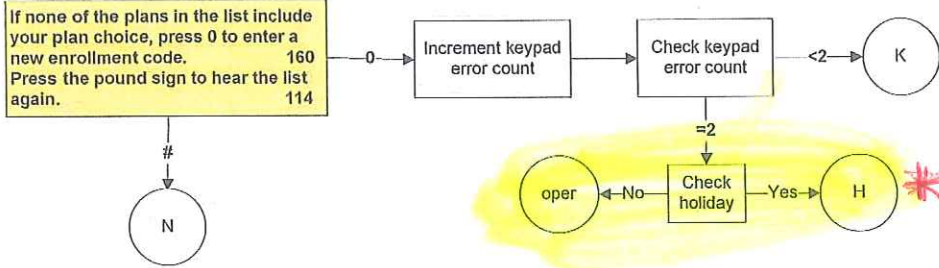 If none of the plans in the list include
your plan choice, press 0 to enter a
new enrollment code. 160
Press the pound sign to hear the list
again. 114
0
Increment keypad
error count
Check keypad
error count
<2
K
#
=2
N
oper
No
Check
holiday
Yes
H